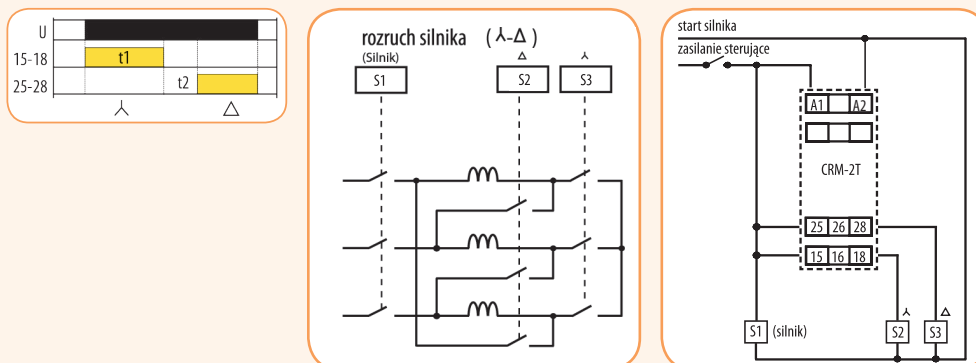 U
15-18 t1
25-28 t2
⅄ Δ
rozruch silnika (⅄-Δ)
(Silnik) Δ ⅄
S1 S2 S3
start silnika
zasilanie sterujące
A1 A2
CRM-2T
25 26 28
15 16 18
⅄ Δ
S1 (silnik) S2 S3